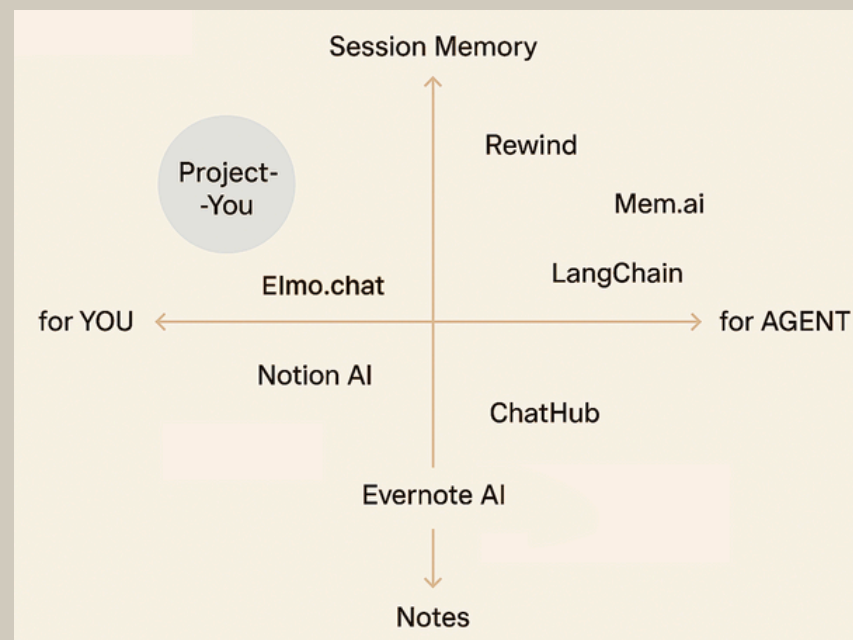 Session Memory
Rewind
Project-
-You
Mem.ai
LangChain
Elmo.chat
for YOU
for AGENT
Notion AI
ChatHub
Evernote AI
Notes